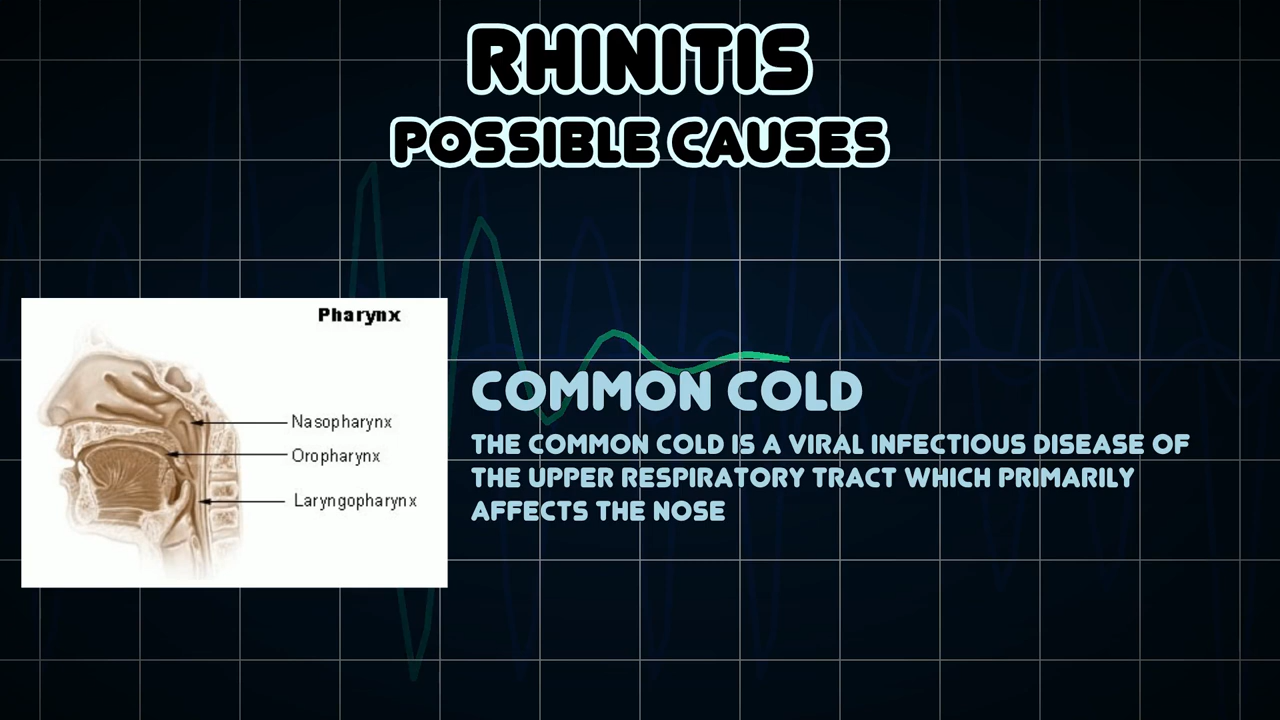 RHINITIS
POSSIBLE CAUSES
Pharynx
Nasopharynx
Oropharynx
Laryngopharynx
COMMON COLD
THE COMMON COLD IS A VIRAL INFECTIOUS DISEASE OF
THE UPPER RESPIRATORY TRACT WHICH PRIMARILY
AFFECTS THE NOSE